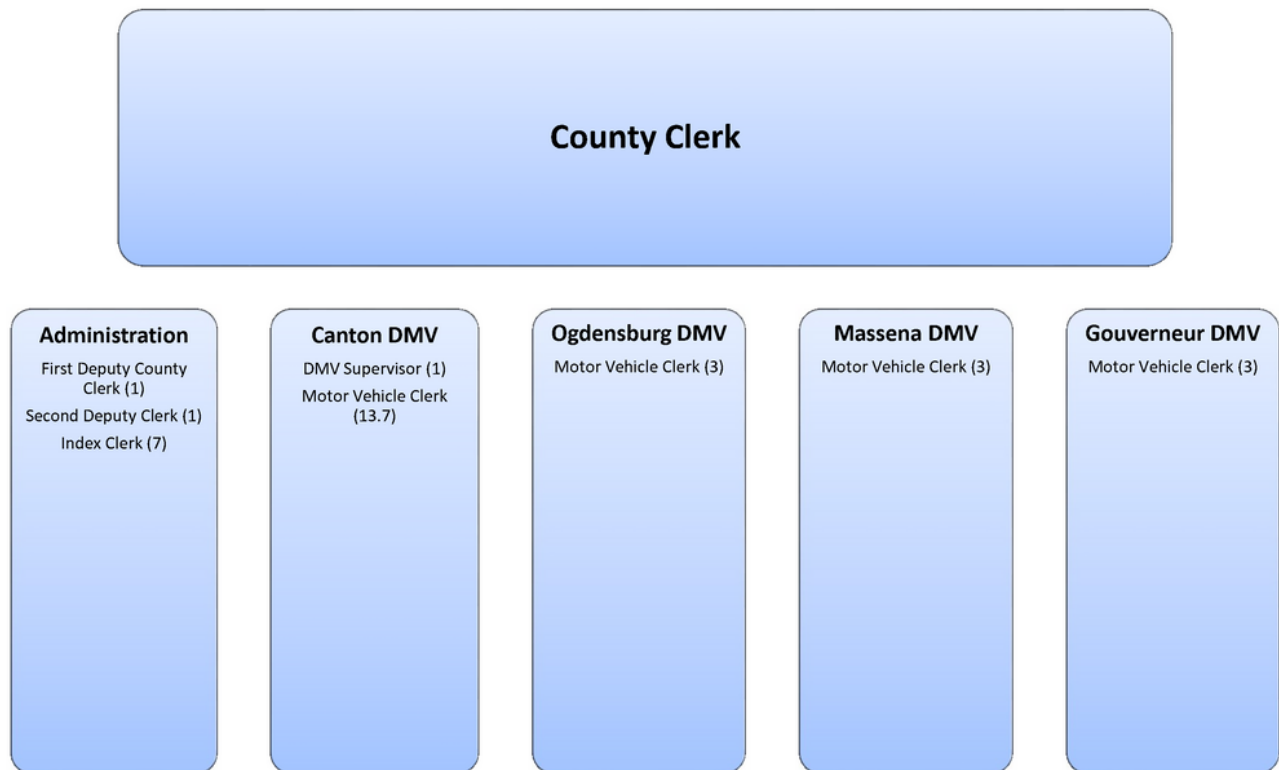 County Clerk
Administration
First Deputy County
Clerk (1)
Second Deputy Clerk (1)
Index Clerk (7)
Canton DMV
DMV Supervisor (1)
Motor Vehicle Clerk
(13.7)
Ogdensburg DMV
Motor Vehicle Clerk (3)
Massena DMV
Motor Vehicle Clerk (3)
Gouverneur DMV
Motor Vehicle Clerk (3)